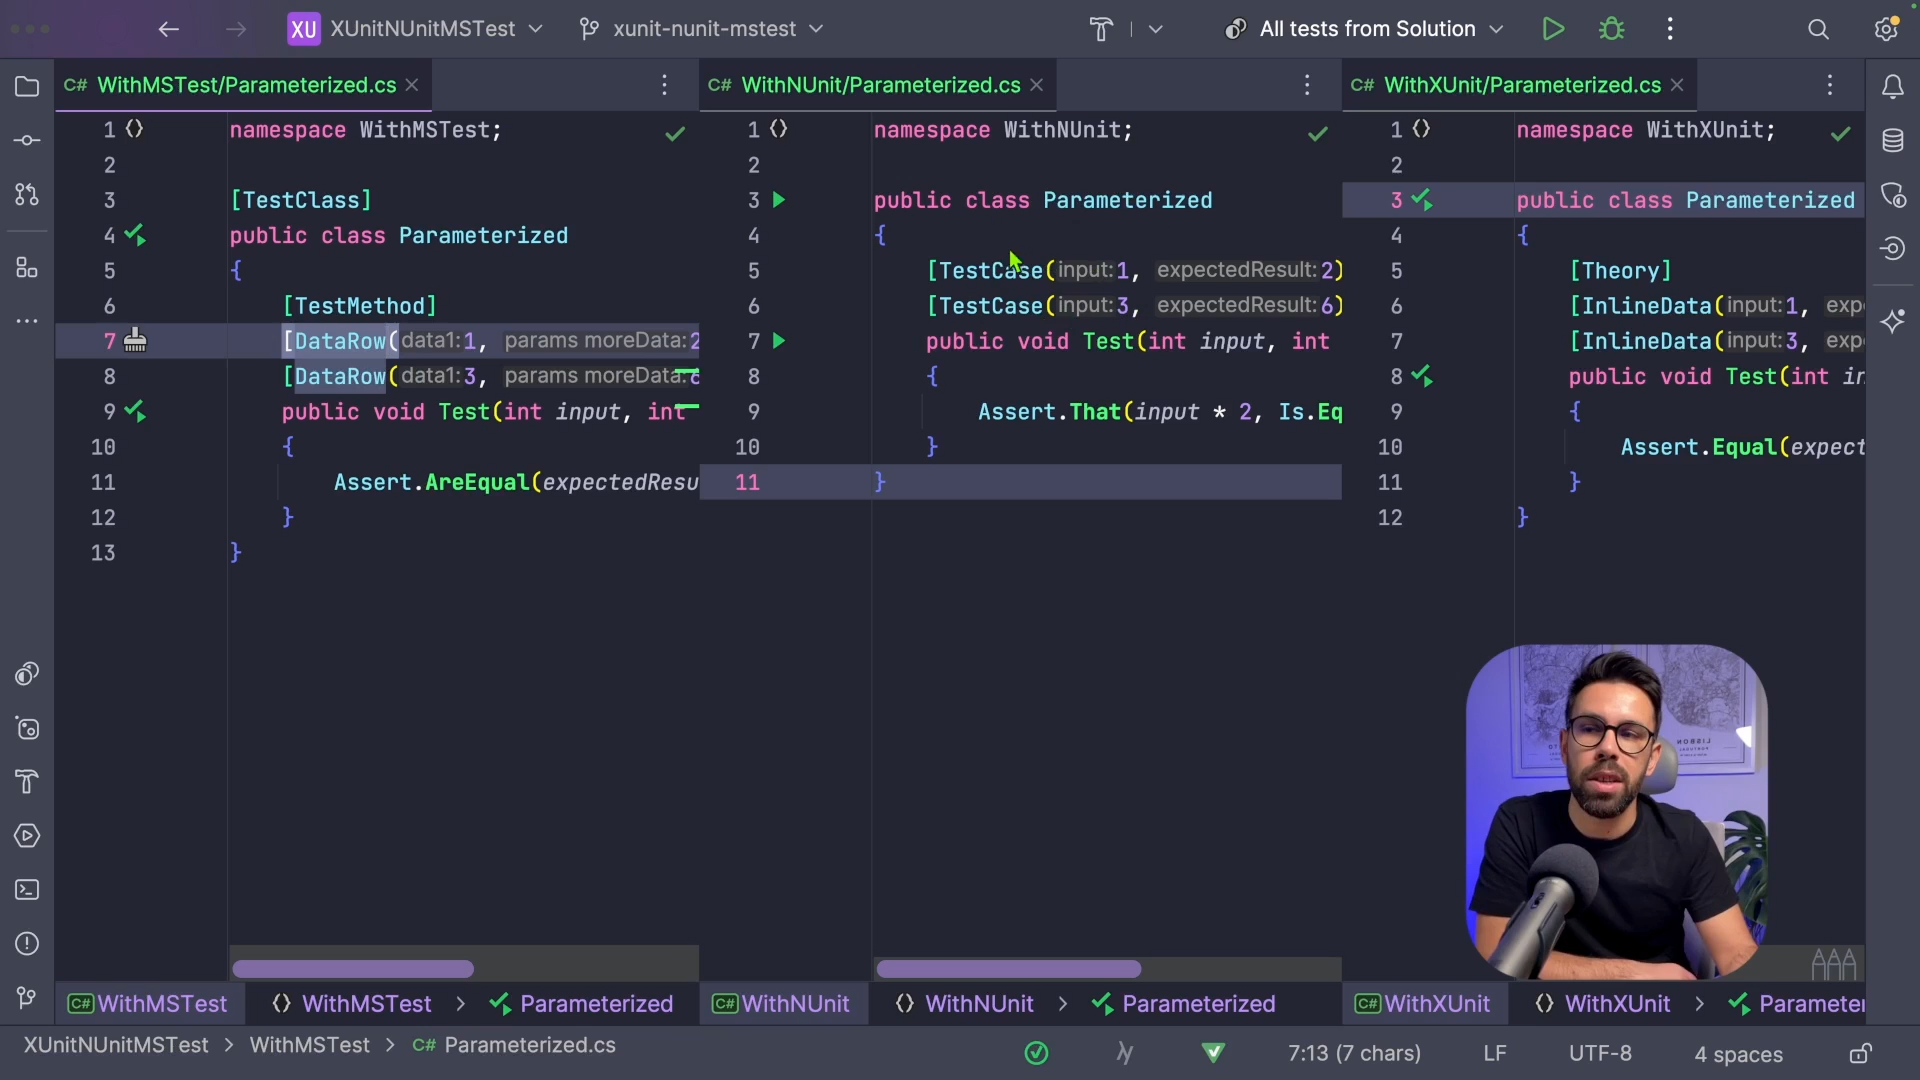 XU XUnitNUnitMSTest xunit-nunit-mstest All tests from Solution
C# WithMSTest/Parameterized.cs
1 namespace WithMSTest;
2
3 [TestClass]
4 public class Parameterized
5 {
6 [TestMethod]
7 [DataRow(data1: 1, params moreData: 2
8 [DataRow(data1: 3, params moreData: 6
9 public void Test(int input, int
10 {
11 Assert.AreEqual(expectedResu
12 }
13 }
C# WithNUnit/Parameterized.cs
1 namespace WithNUnit;
2
3 public class Parameterized
4 {
5 [TestCase(input: 1, expectedResult: 2)
6 [TestCase(input: 3, expectedResult: 6)
7 public void Test(int input, int
8 {
9 Assert.That(input * 2, Is.Eq
10 }
11 }
C# WithXUnit/Parameterized.cs
1 namespace WithXUnit;
2
3 public class Parameterized
4 {
5 [Theory]
6 [InlineData(input: 1, exp
7 [InlineData(input: 3, exp
8 public void Test(int in
9 {
10 Assert.Equal(expect
11 }
12 }
LISBON
PORTUGAL
C# WithMSTest {} WithMSTest > Parameterized
C# WithNUnit {} WithNUnit > Parameterized
C# WithXUnit {} WithXUnit > Parameter
XUnitNUnitMSTest > WithMSTest > C# Parameterized.cs
7:13 (7 chars) LF UTF-8 4 spaces